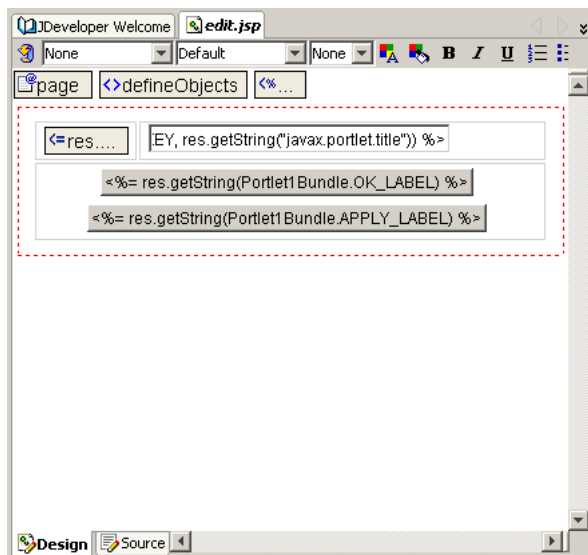 JDeveloper Welcome edit.jsp
None Default None A B I U
page <>defineObjects <% ...
<=res.... :EY, res.getString("javax.portlet.title")) %>
<%= res.getString(Portlet1Bundle.OK_LABEL) %>
<%= res.getString(Portlet1Bundle.APPLY_LABEL) %>
Design Source